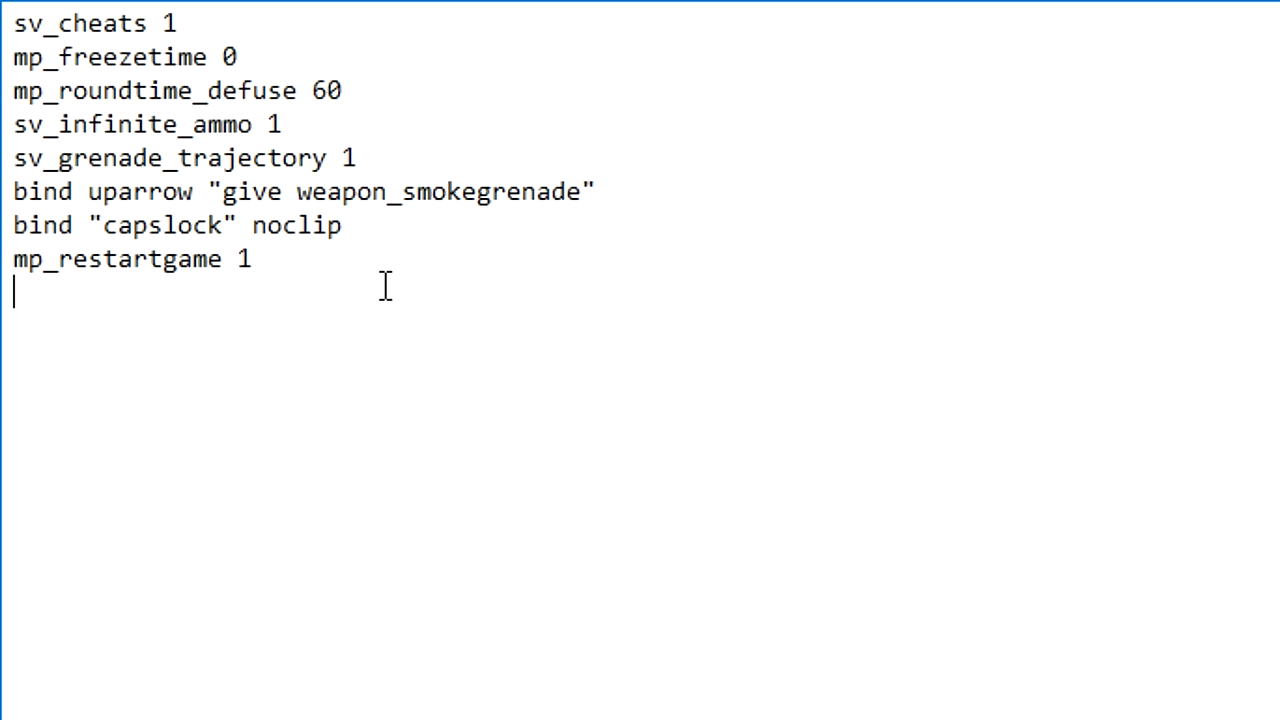 sv_cheats 1
mp_freezetime 0
mp_roundtime_defuse 60
sv_infinite_ammo 1
sv_grenade_trajectory 1
bind uparrow "give weapon_smokegrenade"
bind "capslock" noclip
mp_restartgame 1